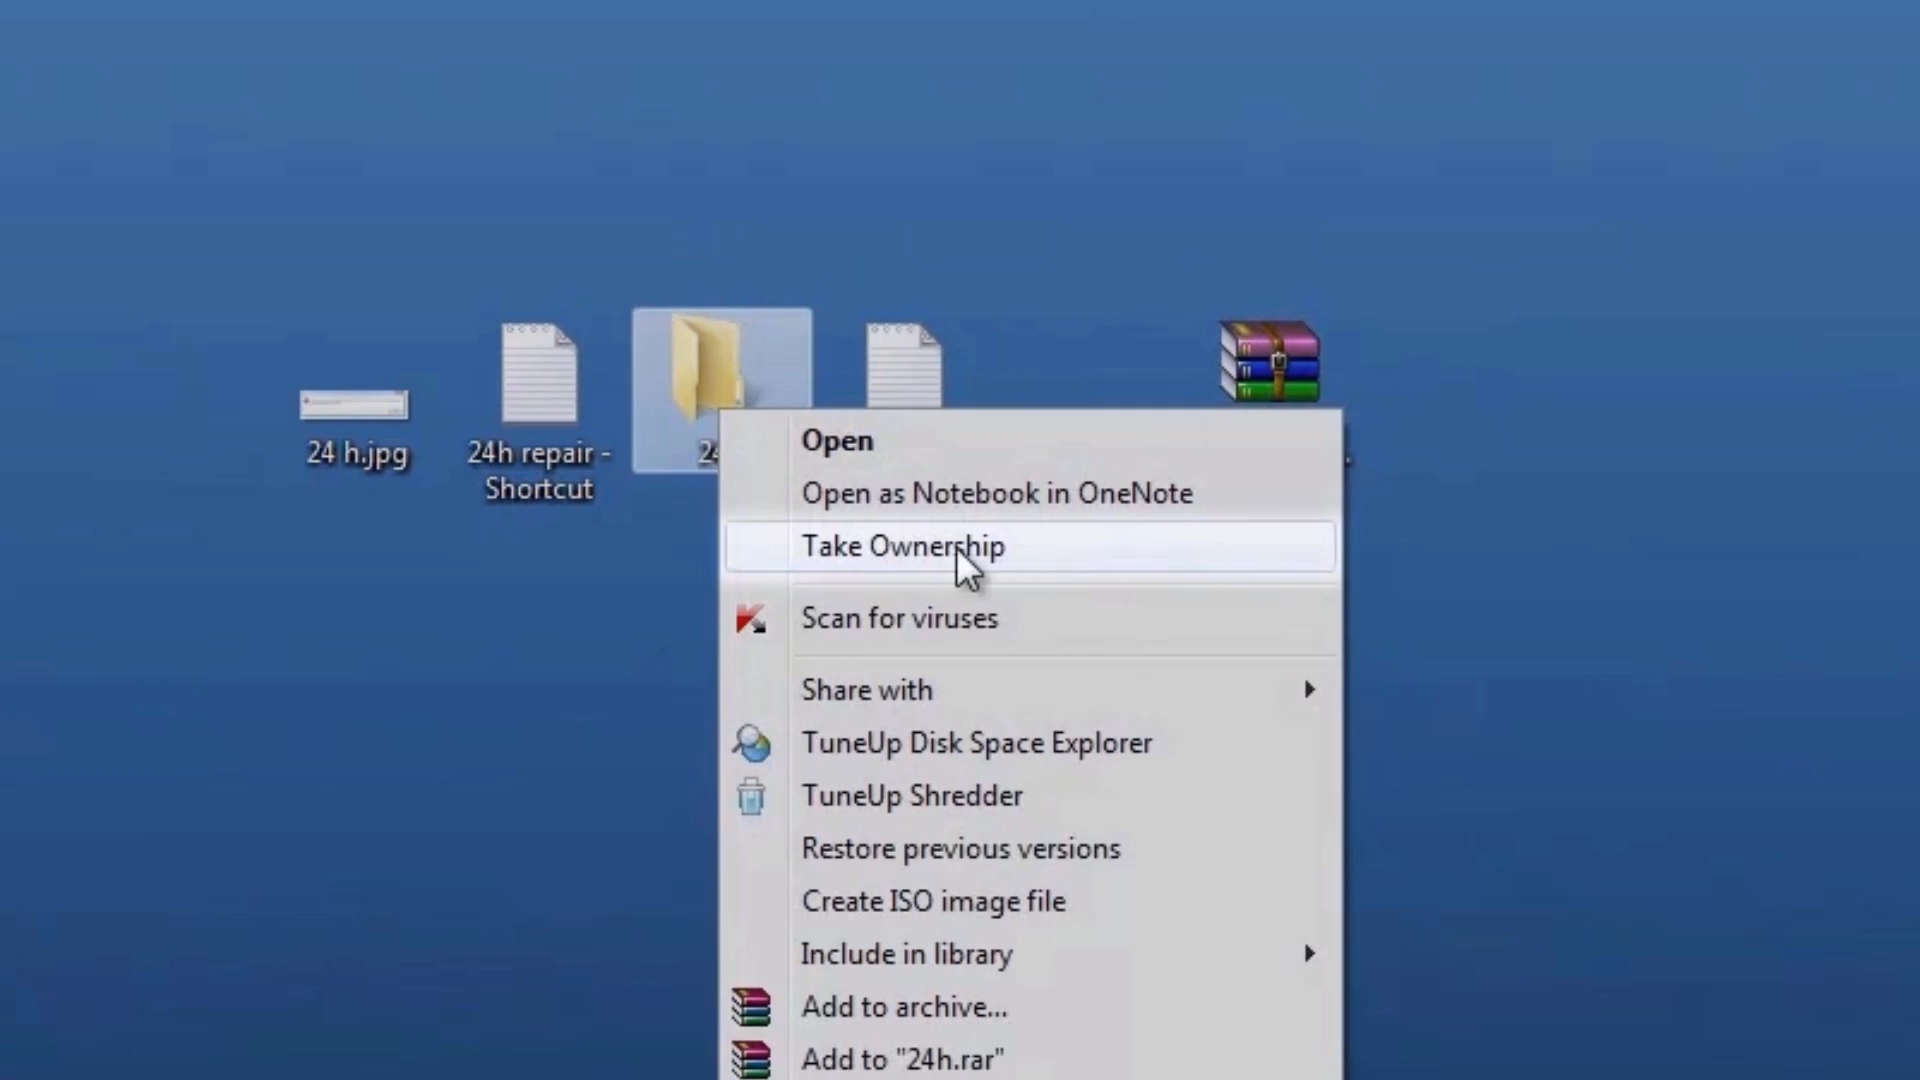 24 h.jpg
24h repair -
Shortcut
Open
Open as Notebook in OneNote
Take Ownership
Scan for viruses
Share with
TuneUp Disk Space Explorer
TuneUp Shredder
Restore previous versions
Create ISO image file
Include in library
Add to archive...
Add to "24h.rar"